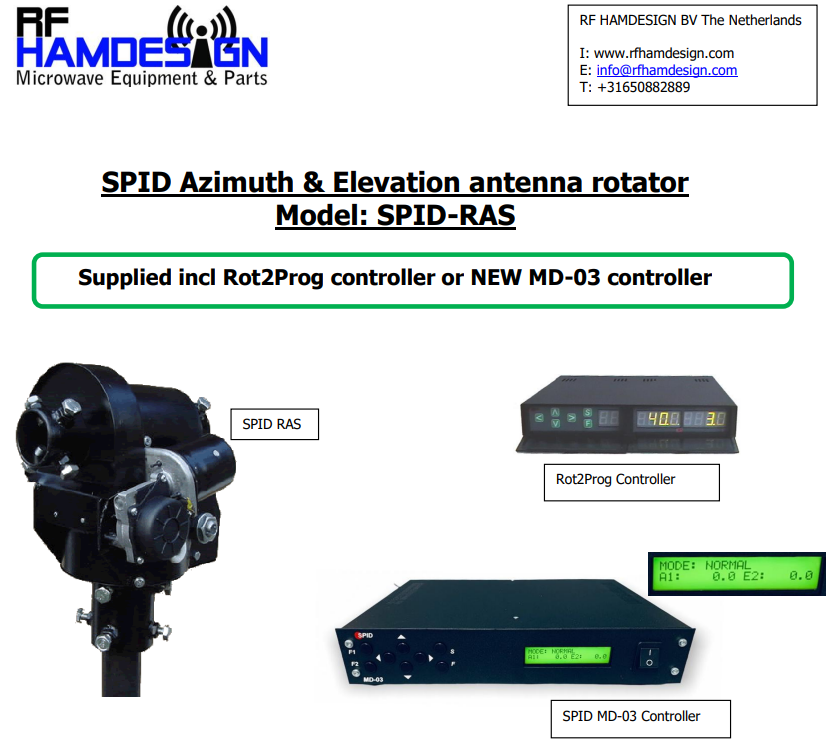 RF
HAMDESIGN
Microwave Equipment & Parts
RF HAMDESIGN BV The Netherlands
I: www.rfhamdesign.com
E: info@rfhamdesign.com
T: +31650882889
SPID Azimuth & Elevation antenna rotator
Model: SPID-RAS
Supplied incl Rot2Prog controller or NEW MD-03 controller
SPID RAS
S
F
40.0 3.
Rot2Prog Controller
MODE: NORMAL
A1: 0.0 E2: 0.0
SPID
F1
S
F2
F
MD-03
MODE: NORMAL
A1: 0.0 E2: 0.0
I
O
SPID MD-03 Controller